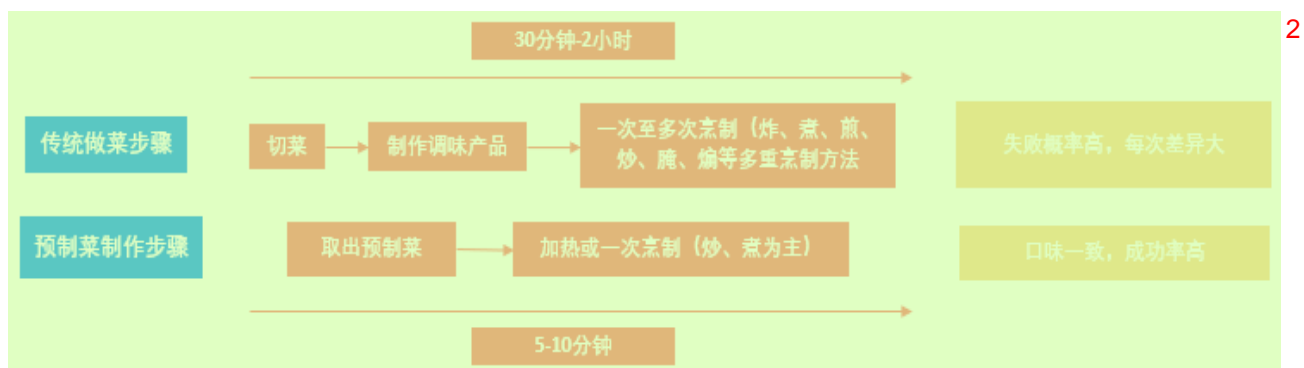 30分钟-2小时
2
传统做菜步骤
切菜
制作调味产品
一次至多次烹制（炸、煮、煎、
炒、腌、煸等多重烹制方法
失败概率高，每次差异大
预制菜制作步骤
取出预制菜
加热或一次烹制（炒、煮为主）
口味一致，成功率高
5-10分钟